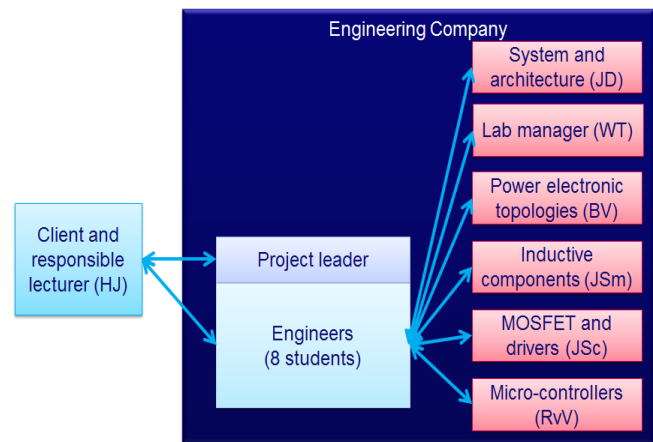 Engineering Company
System and
architecture (JD)
Lab manager (WT)
Power electronic
topologies (BV)
Client and
responsible
lecturer (HJ)
Project leader
Engineers
(8 students)
Inductive
components (JSm)
MOSFET and
drivers (JSc)
Micro-controllers
(RvV)